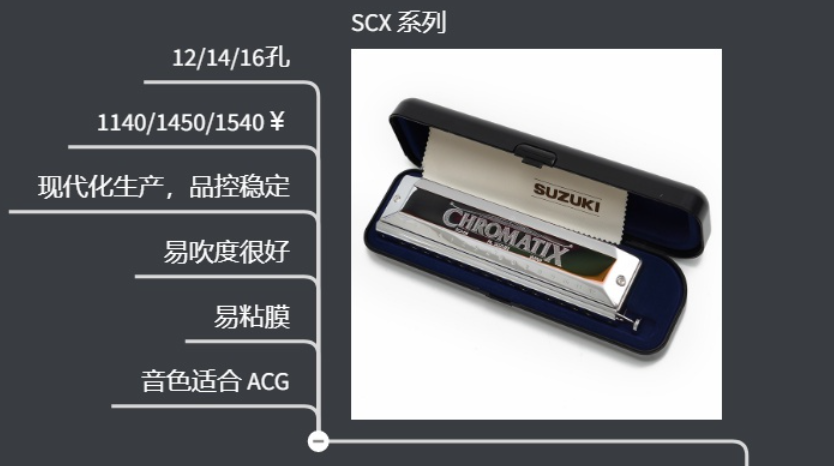 SCX 系列
12/14/16孔
1140/1450/1540￥
现代化生产，品控稳定
易吹度很好
易粘膜
音色适合 ACG
SUZUKI
CHROMATIX